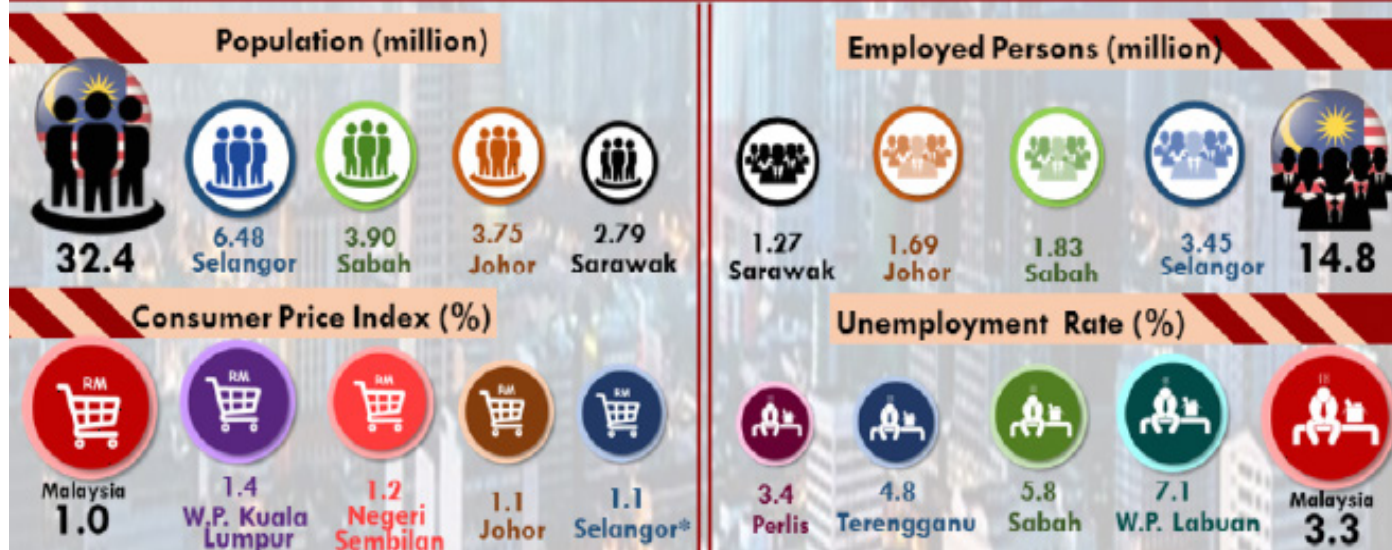 Population (million)
32.4
6.48
Selangor
3.90
Sabah
3.75
Johor
2.79
Sarawak
Employed Persons (million)
1.27
Sarawak
1.69
Johor
1.83
Sabah
3.45
Selangor
14.8
Consumer Price Index (%)
RM
Malaysia
1.0
RM
1.4
W.P. Kuala
Lumpur
RM
1.2
Negeri
Sembilan
RM
1.1
Johor
RM
1.1
Selangor*
Unemployment Rate (%)
3.4
Perlis
4.8
Terengganu
5.8
Sabah
7.1
W.P. Labuan
Malaysia
3.3